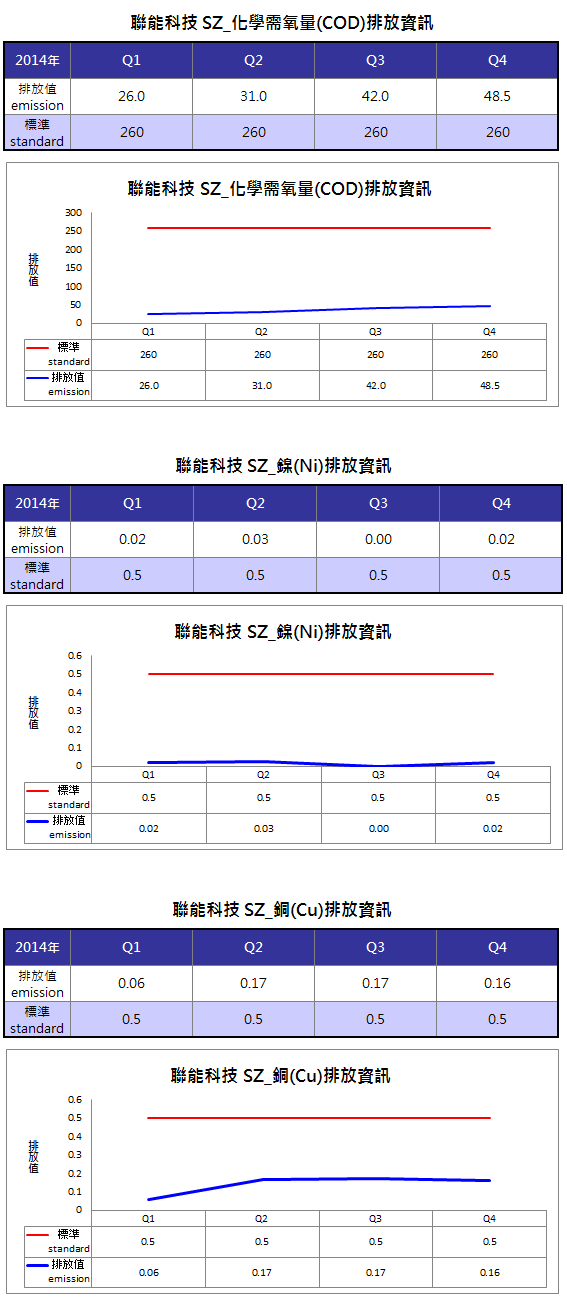 聯能科技 SZ_化學需氧量(COD)排放資訊
2014年 Q1 Q2 Q3 Q4
排放值
emission 26.0 31.0 42.0 48.5
標準
standard 260 260 260 260
聯能科技 SZ_化學需氧量(COD)排放資訊
300
250
200
150
100
50
0
排放值
Q1 Q2 Q3 Q4
標準
standard 260 260 260 260
排放值
emission 26.0 31.0 42.0 48.5
聯能科技 SZ_鎳(Ni)排放資訊
2014年 Q1 Q2 Q3 Q4
排放值
emission 0.02 0.03 0.00 0.02
標準
standard 0.5 0.5 0.5 0.5
聯能科技 SZ_鎳(Ni)排放資訊
0.6
0.5
0.4
0.3
0.2
0.1
0
排放值
Q1 Q2 Q3 Q4
標準
standard 0.5 0.5 0.5 0.5
排放值
emission 0.02 0.03 0.00 0.02
聯能科技 SZ_銅(Cu)排放資訊
2014年 Q1 Q2 Q3 Q4
排放值
emission 0.06 0.17 0.17 0.16
標準
standard 0.5 0.5 0.5 0.5
聯能科技 SZ_銅(Cu)排放資訊
0.6
0.5
0.4
0.3
0.2
0.1
0
排放值
Q1 Q2 Q3 Q4
標準
standard 0.5 0.5 0.5 0.5
排放值
emission 0.06 0.17 0.17 0.16